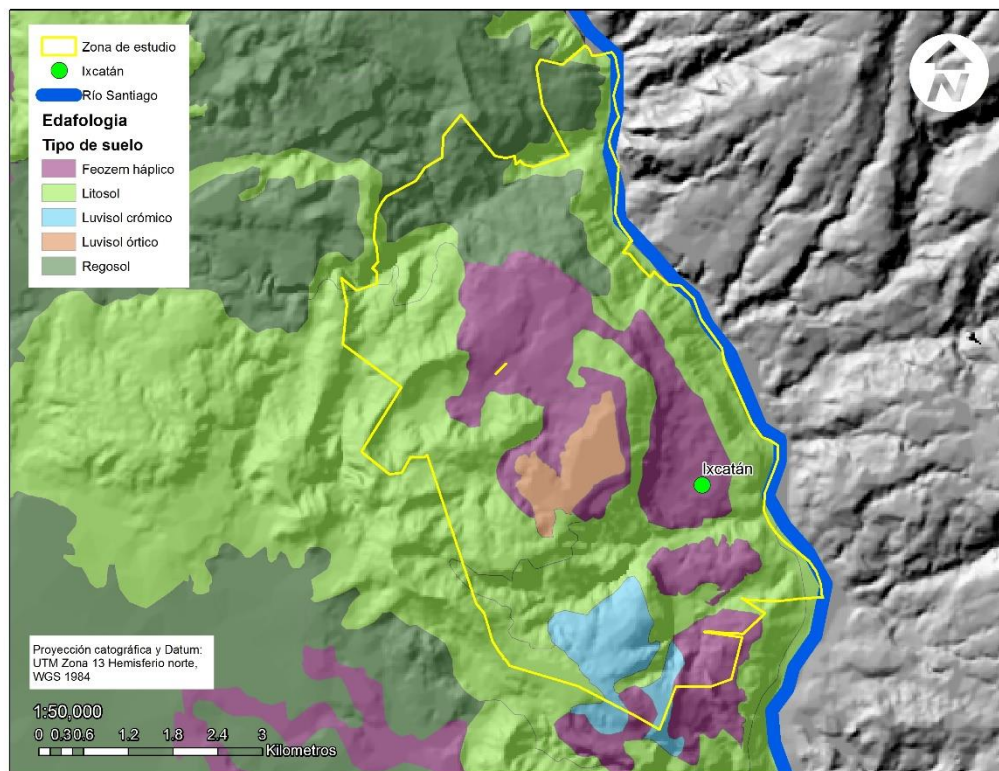 Zona de estudio
Ixcatán
Río Santiago
Edafologia
Tipo de suelo
Feozem háplico
Litosol
Luvisol crómico
Luvisol órtico
Regosol
N
Ixcatán
Proyección catográfica y Datum:
UTM Zona 13 Hemisferio norte,
WGS 1984
1:50,000
0 0.30.6 1.2 1.8 2.4 3
Kilometros